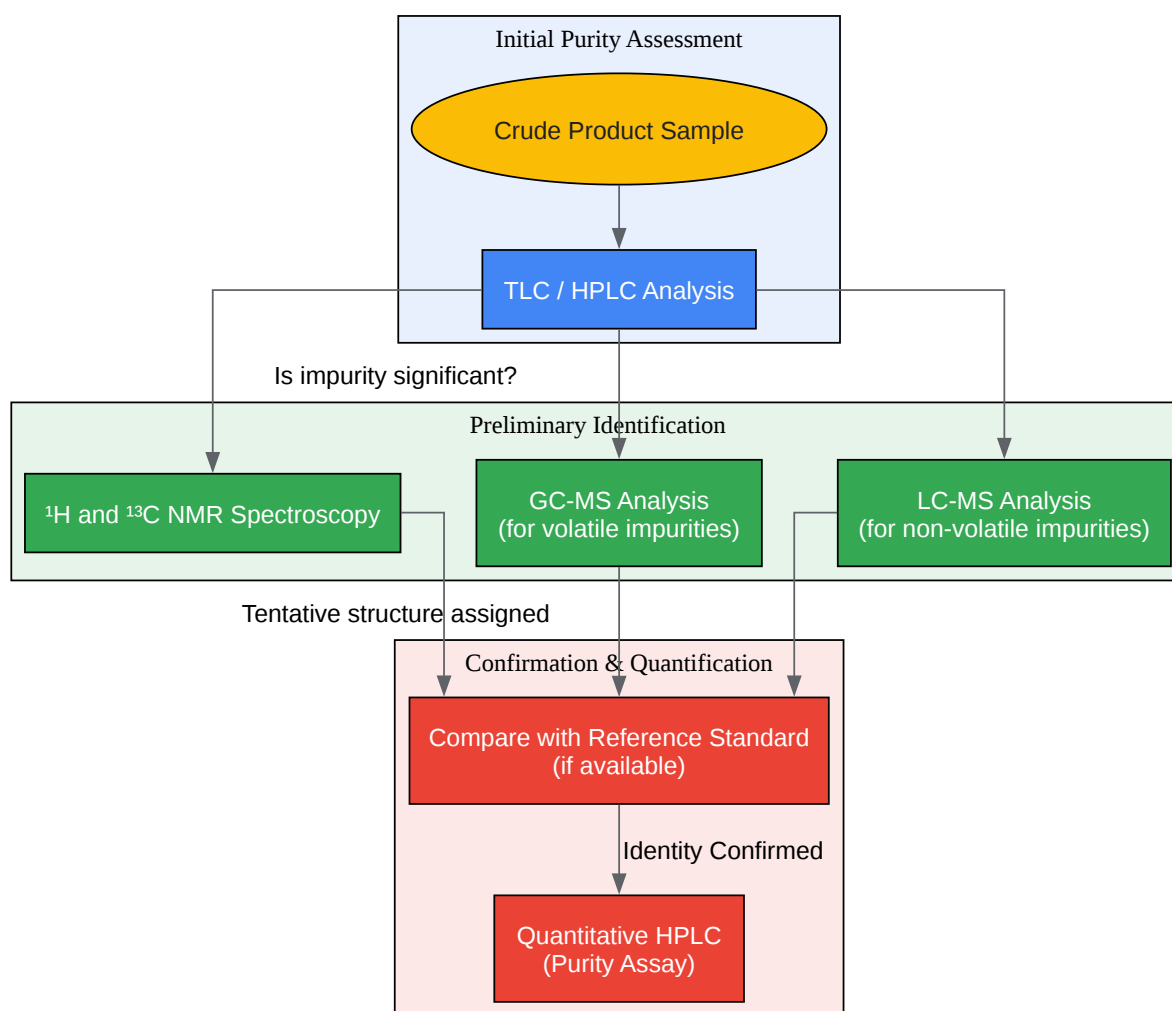 Initial Purity Assessment
Crude Product Sample
TLC / HPLC Analysis
Is impurity significant?
Preliminary Identification
¹H and ¹³C NMR Spectroscopy
GC-MS Analysis
(for volatile impurities)
LC-MS Analysis
(for non-volatile impurities)
Tentative structure assigned
Confirmation & Quantification
Compare with Reference Standard
(if available)
Identity Confirmed
Quantitative HPLC
(Purity Assay)